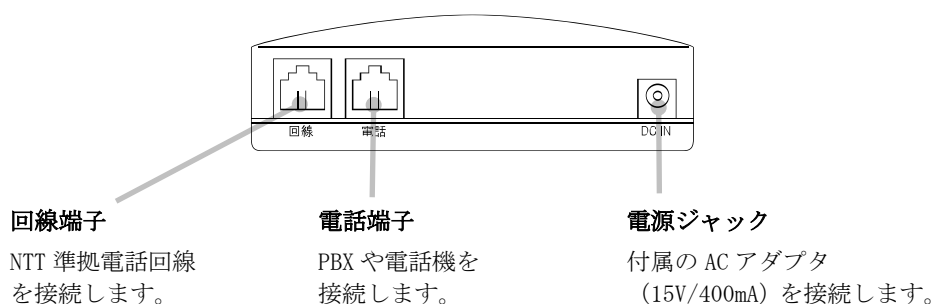 回線
電話
DC IN
回線端子
NTT 準拠電話回線
を接続します。
電話端子
PBX や電話機を
接続します。
電源ジャック
付属の AC アダプタ
（15V/400mA）を接続します。